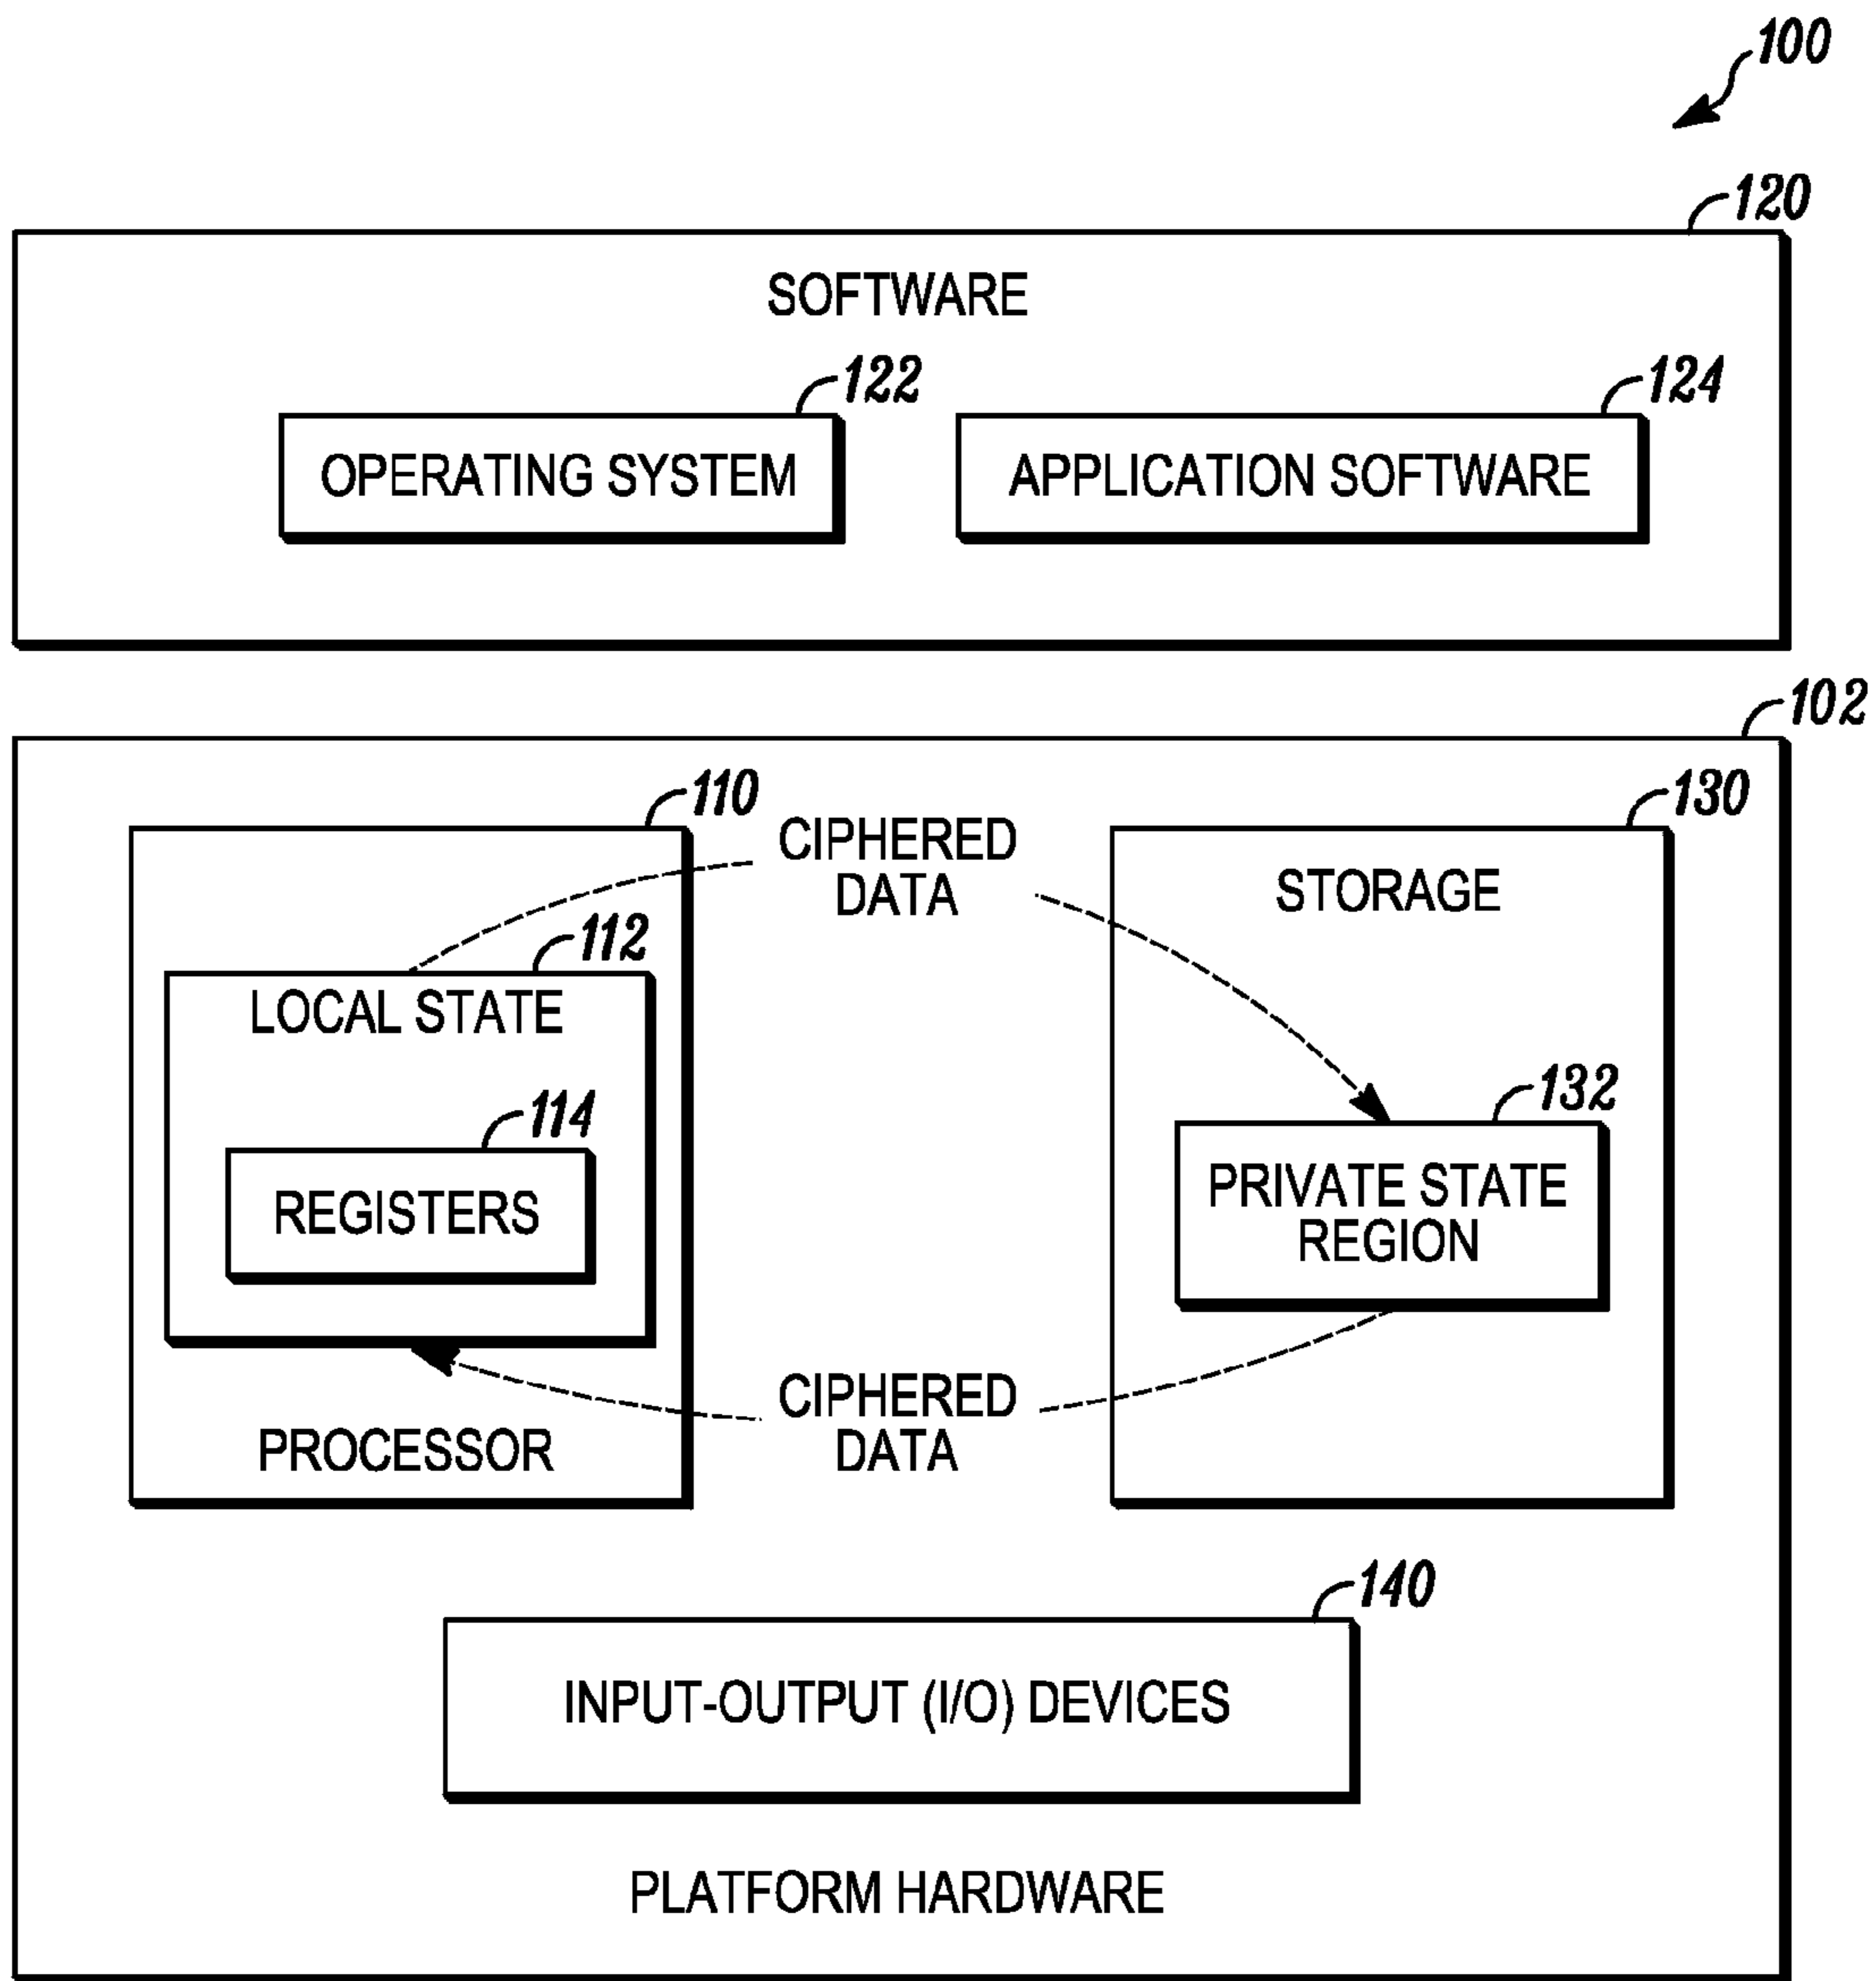 100
120
SOFTWARE
122
124
OPERATING SYSTEM
APPLICATION SOFTWARE
102
110
130
CIPHERED
DATA
STORAGE
112
LOCAL STATE
114
132
REGISTERS
PRIVATE STATE
REGION
CIPHERED
DATA
PROCESSOR
140
INPUT-OUTPUT (I/O) DEVICES
PLATFORM HARDWARE